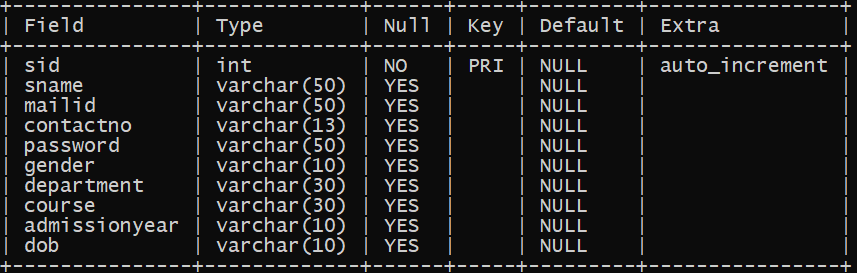 +---------------+-------------+------+-----+---------+----------------+
| Field         | Type        | Null | Key | Default | Extra          |
+---------------+-------------+------+-----+---------+----------------+
| sid           | int         | NO   | PRI | NULL    | auto_increment |
| sname         | varchar(50) | YES  |     | NULL    |                |
| mailid        | varchar(50) | YES  |     | NULL    |                |
| contactno     | varchar(13) | YES  |     | NULL    |                |
| password      | varchar(50) | YES  |     | NULL    |                |
| gender        | varchar(10) | YES  |     | NULL    |                |
| department    | varchar(30) | YES  |     | NULL    |                |
| course        | varchar(30) | YES  |     | NULL    |                |
| admissionyear | varchar(10) | YES  |     | NULL    |                |
| dob           | varchar(10) | YES  |     | NULL    |                |
+---------------+-------------+------+-----+---------+----------------+